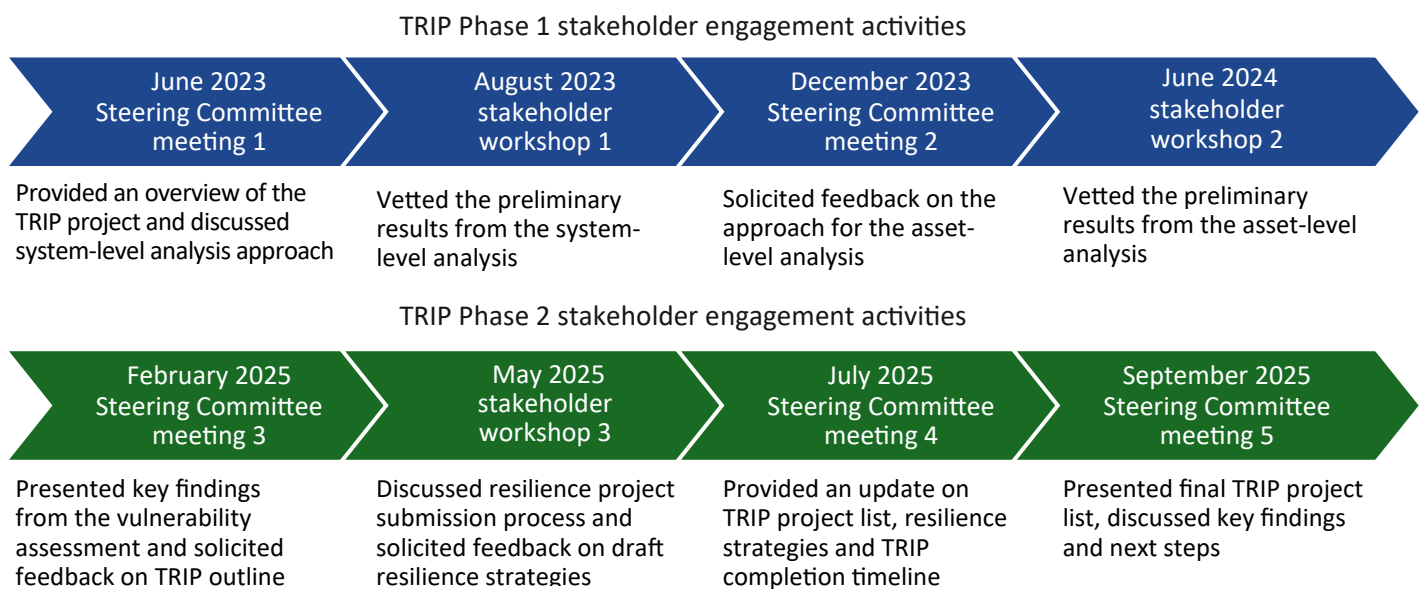 TRIP Phase 1 stakeholder engagement activities
June 2023
Steering Committee
meeting 1
August 2023
stakeholder
workshop 1
December 2023
Steering Committee
meeting 2
June 2024
stakeholder
workshop 2
Provided an overview of the
TRIP project and discussed
system-level analysis approach
Vetted the preliminary
results from the system-
level analysis
Solicited feedback on the
approach for the asset-
level analysis
Vetted the preliminary
results from the asset-level
analysis
TRIP Phase 2 stakeholder engagement activities
February 2025
Steering Committee
meeting 3
May 2025
stakeholder
workshop 3
July 2025
Steering Committee
meeting 4
September 2025
Steering Committee
meeting 5
Presented key findings
from the vulnerability
assessment and solicited
feedback on TRIP outline
Discussed resilience project
submission process and
solicited feedback on draft
resilience strategies
Provided an update on
TRIP project list, resilience
strategies and TRIP
completion timeline
Presented final TRIP project
list, discussed key findings
and next steps